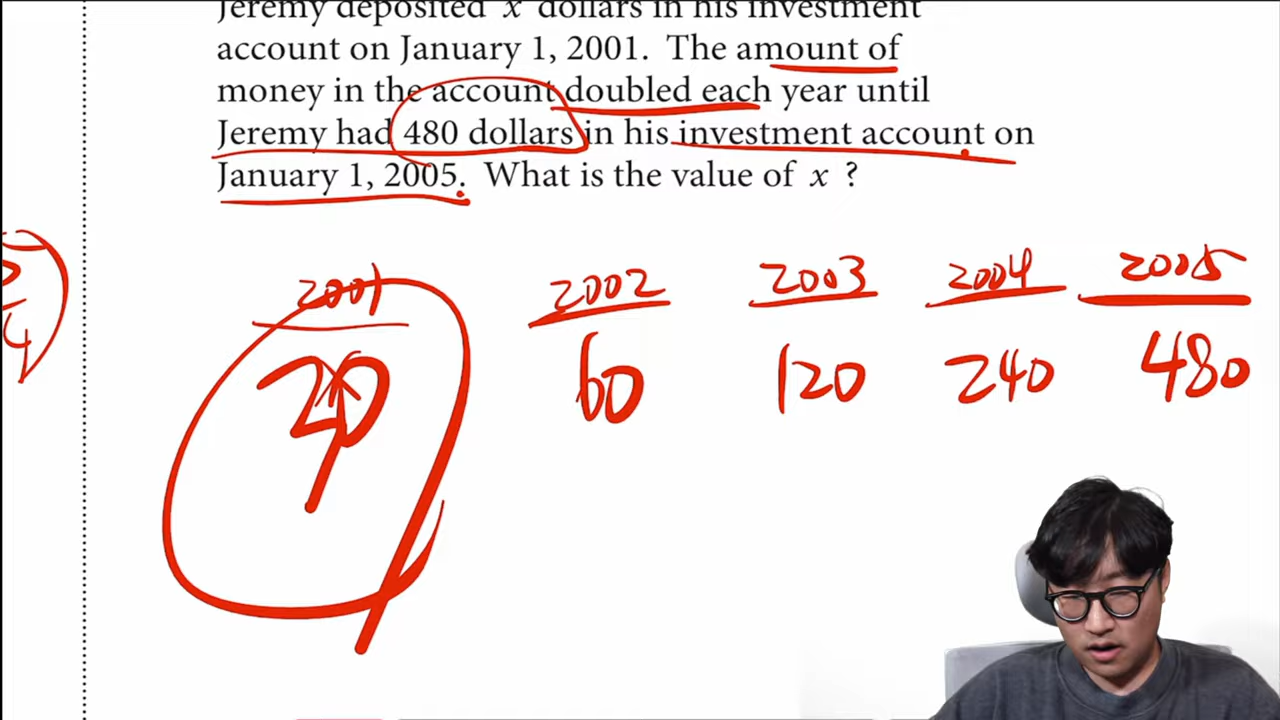 Jeremy deposited x dollars in his investment
account on January 1, 2001. The amount of
money in the account doubled each year until
Jeremy had 480 dollars in his investment account on
January 1, 2005. What is the value of x ?
2001 2002 2003 2004 2005
60 120 240 480
4